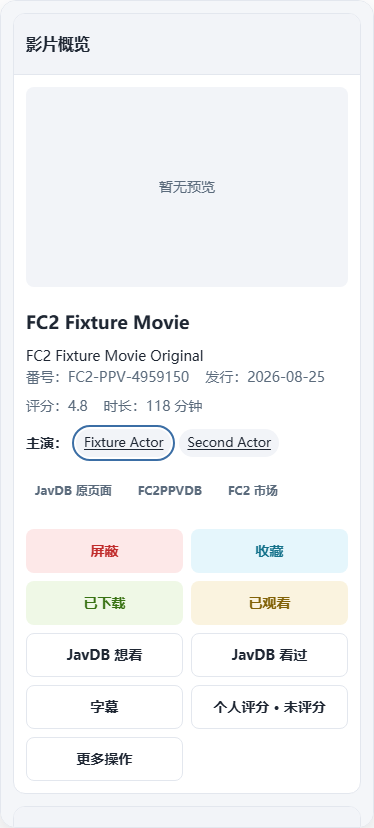 影片概览
暂无预览
FC2 Fixture Movie
FC2 Fixture Movie Original
番号：FC2-PPV-4959150 发行：2026-08-25
评分：4.8 时长：118 分钟
主演： Fixture Actor Second Actor
JavDB 原页面 FC2PPVDB FC2 市场
屏蔽 收藏
已下载 已观看
JavDB 想看 JavDB 看过
字幕 个人评分 • 未评分
更多操作